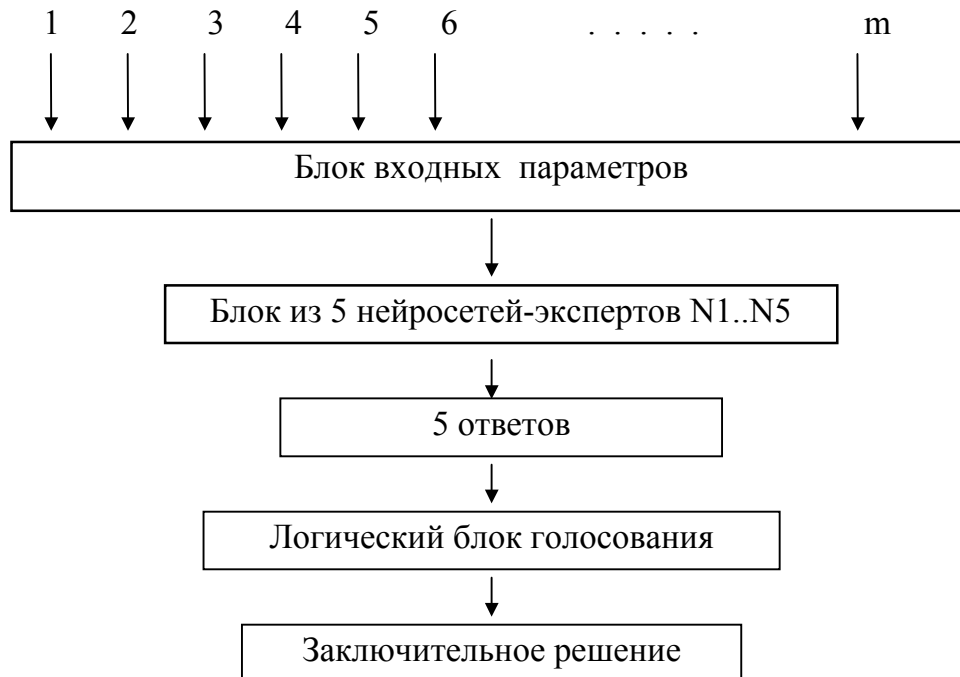 1 2 3 4 5 6 . . . . . m
Блок входных параметров
Блок из 5 нейросетей-экспертов N1..N5
5 ответов
Логический блок голосования
Заключительное решение